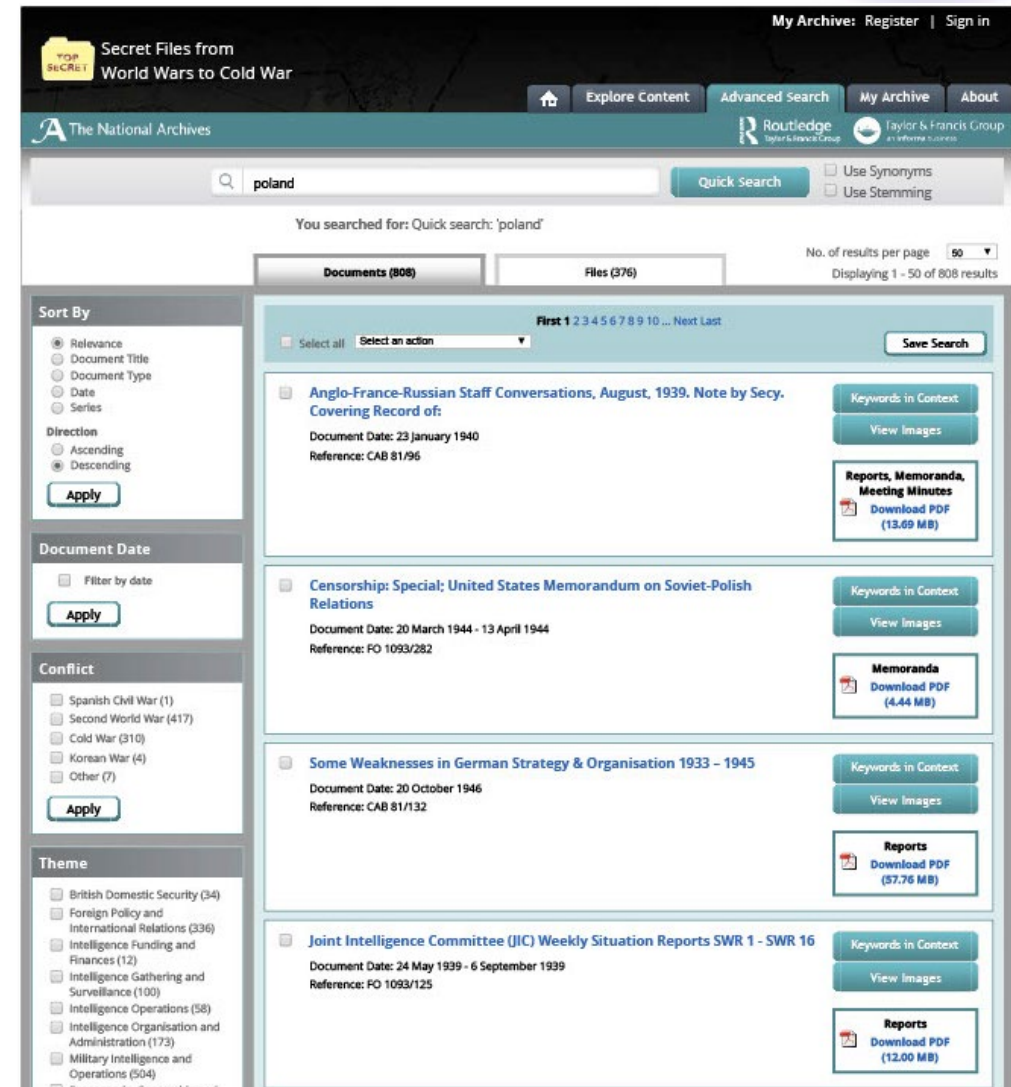 My Archive: Register | Sign in
TOP SECRET
Secret Files from
World Wars to Cold War
Explore Content
Advanced Search
My Archive
About
The National Archives
Routledge
Taylor & Francis Group
Taylor & Francis Group
an informa business
poland
Quick Search
Use Synonyms
Use Stemming
You searched for: Quick search: 'poland'
No. of results per page 50
Documents (808)
Files (376)
Displaying 1 - 50 of 808 results
Sort By
Relevance
Document Title
Document Type
Date
Series
Direction
Ascending
Descending
Apply
Document Date
Filter by date
Apply
Conflict
Spanish Civil War (1)
Second World War (417)
Cold War (310)
Korean War (4)
Other (7)
Apply
Theme
British Domestic Security (34)
Foreign Policy and
International Relations (336)
Intelligence Funding and
Finances (12)
Intelligence Gathering and
Surveillance (100)
Intelligence Operations (58)
Intelligence Organisation and
Administration (173)
Military Intelligence and
Operations (504)
First 1 2 3 4 5 6 7 8 9 10 ... Next Last
Select all
Select an action
Save Search
Anglo-France-Russian Staff Conversations, August, 1939. Note by Secy.
Covering Record of:
Document Date: 23 January 1940
Reference: CAB 81/96
Keywords in Context
View Images
Reports, Memoranda,
Meeting Minutes
Download PDF
(13.69 MB)
Censorship: Special; United States Memorandum on Soviet-Polish
Relations
Document Date: 20 March 1944 - 13 April 1944
Reference: FO 1093/282
Keywords in Context
View Images
Memoranda
Download PDF
(4.44 MB)
Some Weaknesses in German Strategy & Organisation 1933 – 1945
Document Date: 20 October 1946
Reference: CAB 81/132
Keywords in Context
View Images
Reports
Download PDF
(57.76 MB)
Joint Intelligence Committee (JIC) Weekly Situation Reports SWR 1 - SWR 16
Document Date: 24 May 1939 - 6 September 1939
Reference: FO 1093/125
Keywords in Context
View Images
Reports
Download PDF
(12.00 MB)